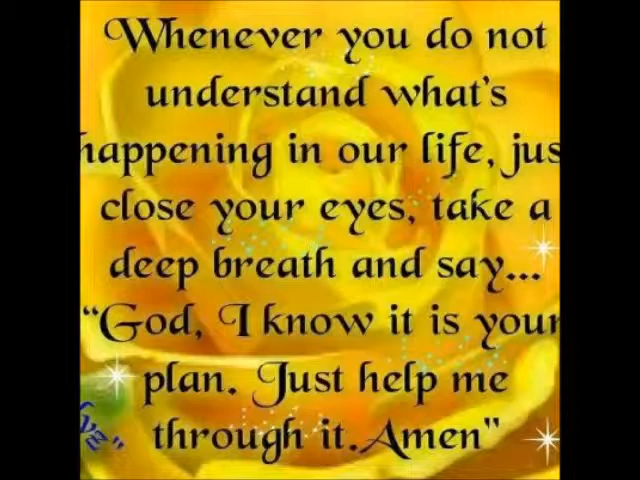 Whenever you do not
understand what's
happening in our life, jus
close your eyes, take a
deep breath and say...
"God, I know it is your
plan. Just help me
through it.Amen"